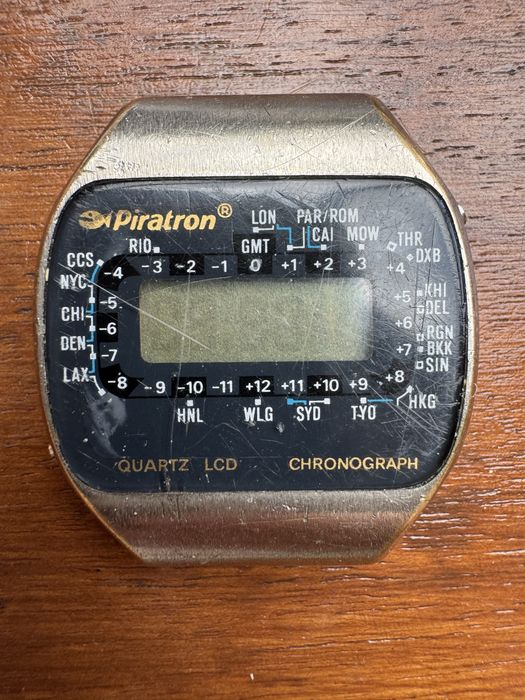 Piratron®
LON PAR/ROM
RIO GMT CAI MOW THR
CCS DXB
-4 -3 -2 -1 0 +1 +2 +3 +4
NYC
-5 +5 KHI
CHI DEL
-6 +6
DEN RGN
-7 +7 BKK
LAX SIN
-8 -9 -10 -11 +12 +11 +10 +9 +8
HNL WLG SYD TYO HKG
QUARTZ LCD CHRONOGRAPH